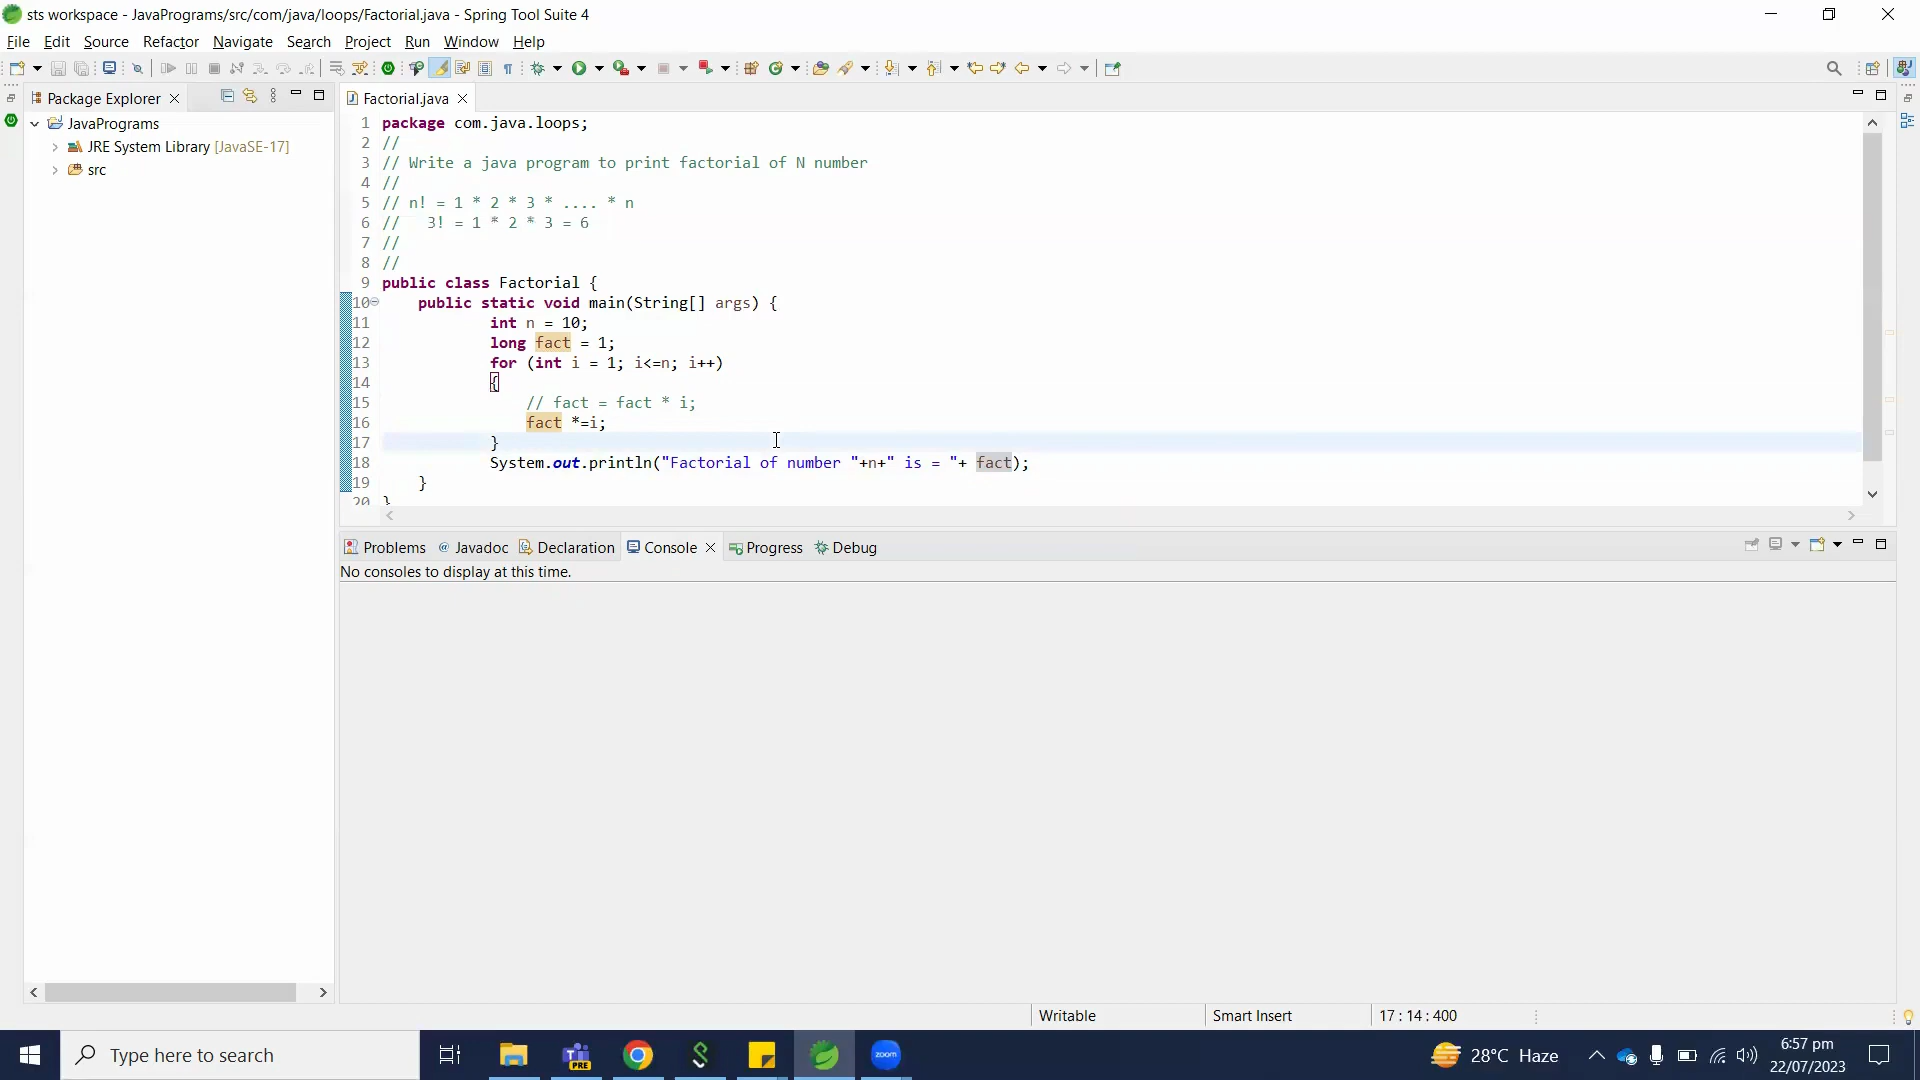 sts workspace - JavaPrograms/src/com/java/loops/Factorial.java - Spring Tool Suite 4
File Edit Source Refactor Navigate Search Project Run Window Help
Package Explorer
JavaPrograms
JRE System Library [JavaSE-17]
src
Factorial.java
1 package com.java.loops;
2 //
3 // Write a java program to print factorial of N number
4 //
5 // n! = 1 * 2 * 3 * .... * n
6 //   3! = 1 * 2 * 3 = 6
7 //
8 //
9 public class Factorial {
10     public static void main(String[] args) {
11             int n = 10;
12             long fact = 1;
13             for (int i = 1; i<=n; i++)
14             {
15                 // fact = fact * i;
16                 fact *=i;
17             }
18             System.out.println("Factorial of number "+n+" is = "+ fact);
19     }
20 }
Problems @ Javadoc Declaration Console Progress Debug
No consoles to display at this time.
Writable Smart Insert 17 : 14 : 400
Type here to search
PRE
zoom
28°C Haze
6:57 pm
22/07/2023